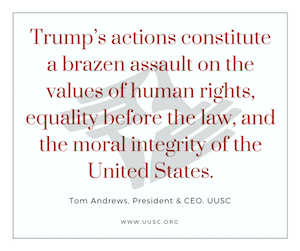 Trump's actions constitute
a brazen assault on the
values of human rights,
equality before the law, and
the moral integrity of the
United States.
Tom Andrews, President & CEO, UUSC
WWW.UUSC.ORG